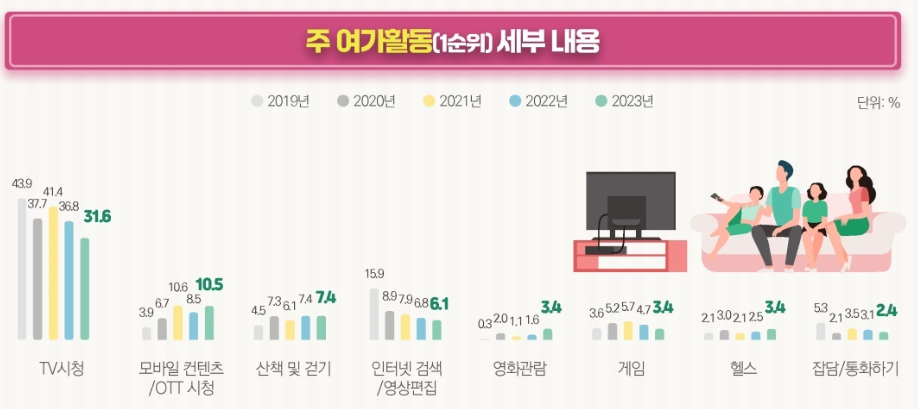 주 여가활동(1순위) 세부 내용
2019년 2020년 2021년 2022년 2023년
단위: %
43.9 37.7 41.4 36.8 31.6
3.9 6.7 10.6 8.5 10.5
4.5 7.3 6.1 7.4 7.4
15.9 8.9 7.9 6.8 6.1
0.3 2.0 1.1 1.6 3.4
3.6 5.2 5.7 4.7 3.4
2.1 3.0 2.1 2.5 3.4
5.3 2.1 3.5 3.1 2.4
TV시청
모바일 컨텐츠
/OTT 시청
산책 및 걷기
인터넷 검색
/영상편집
영화관람
게임
헬스
잡담/통화하기